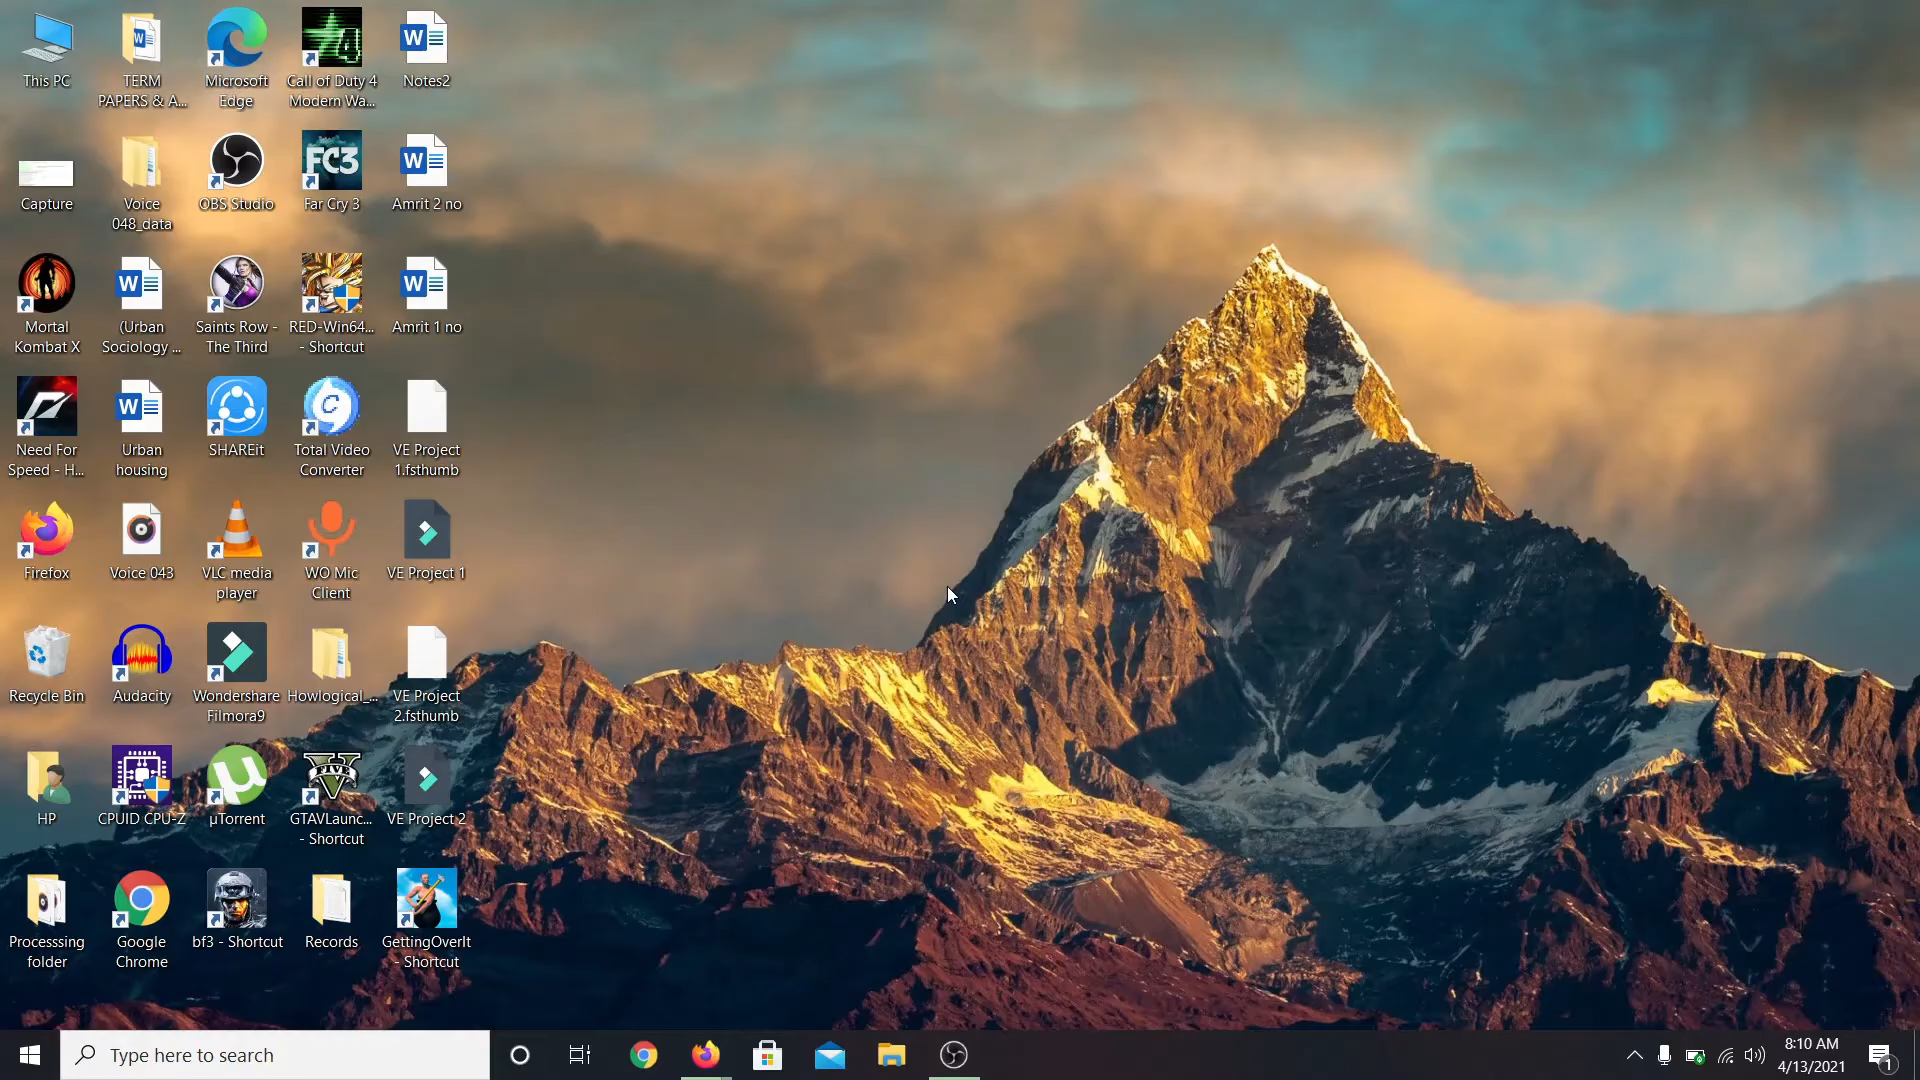 This PC
TERM
PAPERS & A...
Microsoft
Edge
Call of Duty 4
Modern Wa...
Notes2
Capture
Voice
048_data
OBS Studio
FC3
Far Cry 3
Amrit 2 no
Mortal
Kombat X
(Urban
Sociology ...
Saints Row -
The Third
RED-Win64...
- Shortcut
Amrit 1 no
Need For
Speed - H...
Urban
housing
SHAREit
Total Video
Converter
VE Project
1.fsthumb
Firefox
Voice 043
VLC media
player
WO Mic
Client
VE Project 1
Recycle Bin
Audacity
Wondershare
Filmora9
Howlogical_...
VE Project
2.fsthumb
HP
CPUID CPU-Z
µTorrent
FIVE
GTAVLaunc...
- Shortcut
VE Project 2
Processsing
folder
Google
Chrome
bf3 - Shortcut
Records
GettingOverIt
- Shortcut
Type here to search
8:10 AM
4/13/2021
1